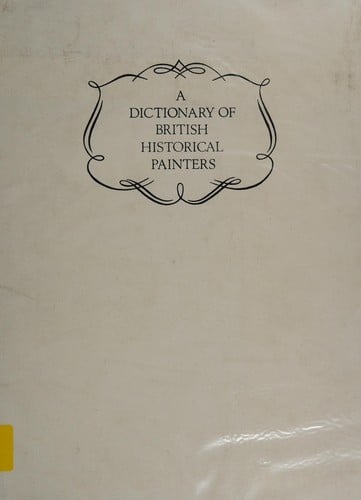 A
DICTIONARY OF
BRITISH
HISTORICAL
PAINTERS